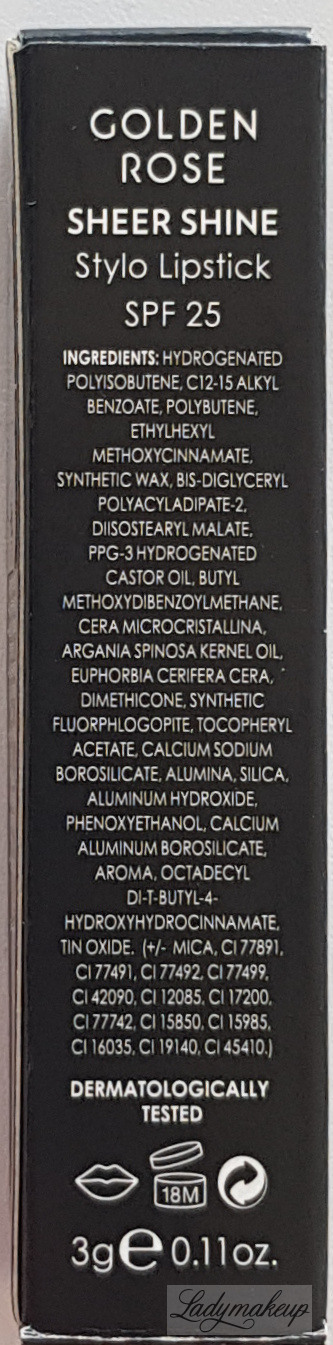 GOLDEN
ROSE
SHEER SHINE
Stylo Lipstick
SPF 25
INGREDIENTS: HYDROGENATED
POLYISOBUTENE, C12-15 ALKYL
BENZOATE, POLYBUTENE,
ETHYLHEXYL
METHOXYCINNAMATE,
SYNTHETIC WAX, BIS-DIGLYCERYL
POLYACYLADIPATE-2,
DIISOSTEARYL MALATE,
PPG-3 HYDROGENATED
CASTOR OIL, BUTYL
METHOXYDIBENZOYLMETHANE,
CERA MICROCRISTALLINA,
ARGANIA SPINOSA KERNEL OIL,
EUPHORBIA CERIFERA CERA,
DIMETHICONE, SYNTHETIC
FLUORPHLOGOPITE, TOCOPHERYL
ACETATE, CALCIUM SODIUM
BOROSILICATE, ALUMINA, SILICA,
ALUMINUM HYDROXIDE,
PHENOXYETHANOL, CALCIUM
ALUMINUM BOROSILICATE,
AROMA, OCTADECYL
DI-T-BUTYL-4-
HYDROXYHYDROCINNAMATE,
TIN OXIDE. (+/- MICA, CI 77891,
CI 77491, CI 77492, CI 77499,
CI 42090, CI 12085, CI 17200,
CI 77742, CI 15850, CI 15985,
CI 16035, CI 19140, CI 45410.)
DERMATOLOGICALLY
TESTED
18M
3g e 0.11oz.
Ladymakeup